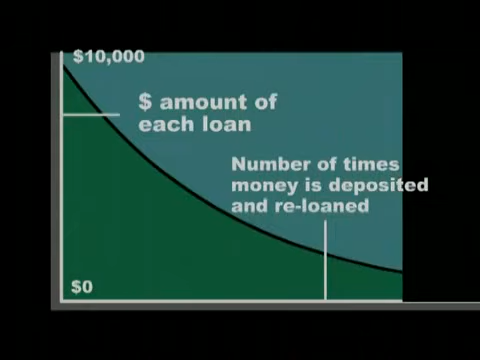 $10,000
$ amount of
each loan
Number of times
money is deposited
and re-loaned
$0